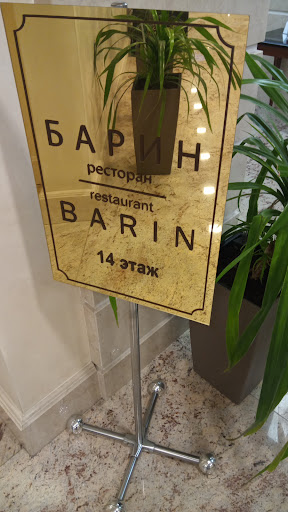 БАРИН
ресторан
restaurant
BARIN
14 этаж